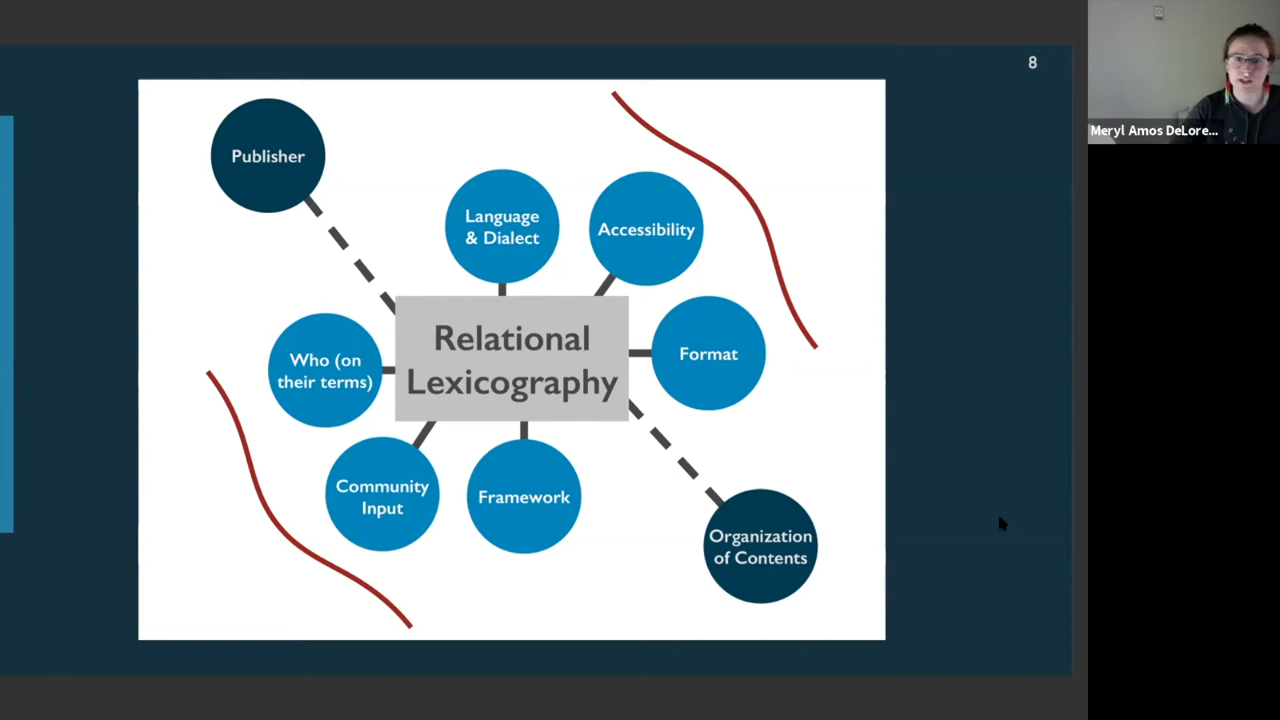 8
Publisher
Language
& Dialect
Accessibility
Relational
Lexicography
Format
Who (on
their terms)
Community
Input
Framework
Organization
of Contents
Meryl Amos DeLore...